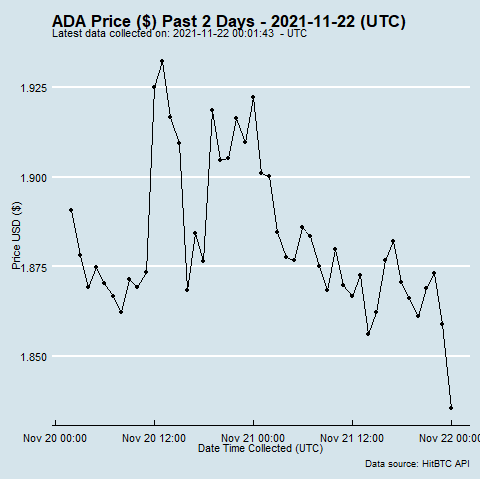 ADA Price ($) Past 2 Days - 2021-11-22 (UTC)
Latest data collected on: 2021-11-22 00:01:43 - UTC
1.925
1.900
1.875
1.850
Price USD ($)
Nov 20 00:00 Nov 20 12:00 Nov 21 00:00 Nov 21 12:00 Nov 22 00:00
Date Time Collected (UTC)
Data source: HitBTC API